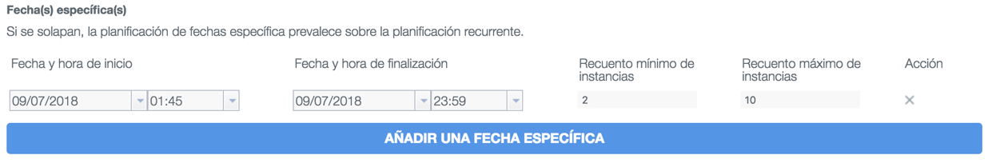 Fecha(s) específica(s)
Si se solapan, la planificación de fechas específica prevalece sobre la planificación recurrente.
Fecha y hora de inicio
Fecha y hora de finalización
Recuento mínimo de
instancias
Recuento máximo de
instancias
Acción
09/07/2018 01:45
09/07/2018 23:59
2
10
AÑADIR UNA FECHA ESPECÍFICA